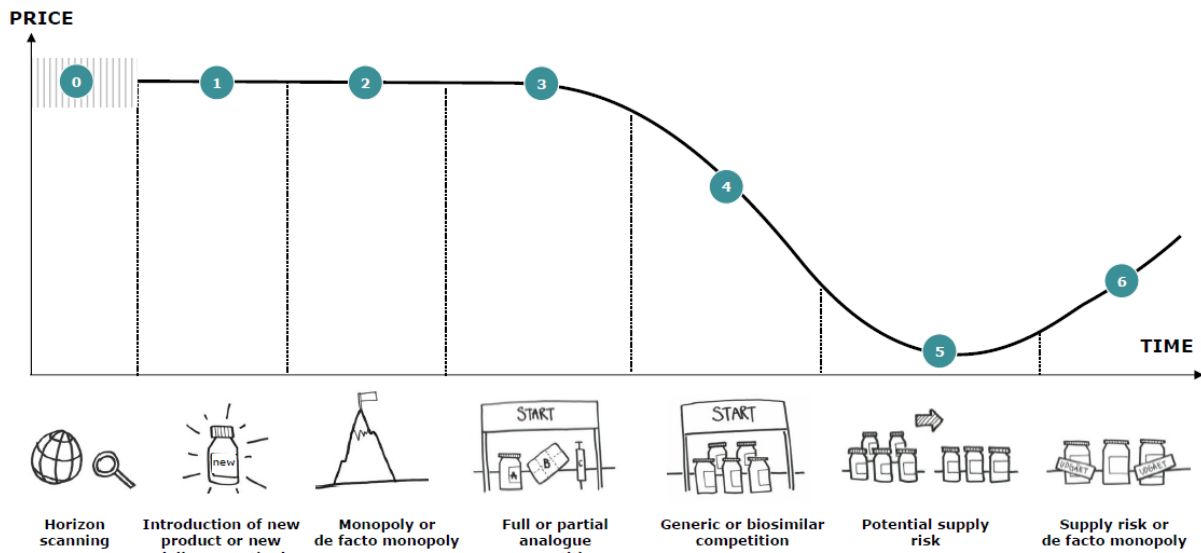 PRICE
0
1
2
3
4
5
6
TIME
new
START
A
B
START
UDGÅET
UDGÅET
Horizon
scanning
Introduction of new
product or new
Monopoly or
de facto monopoly
Full or partial
analogue
Generic or biosimilar
competition
Potential supply
risk
Supply risk or
de facto monopoly